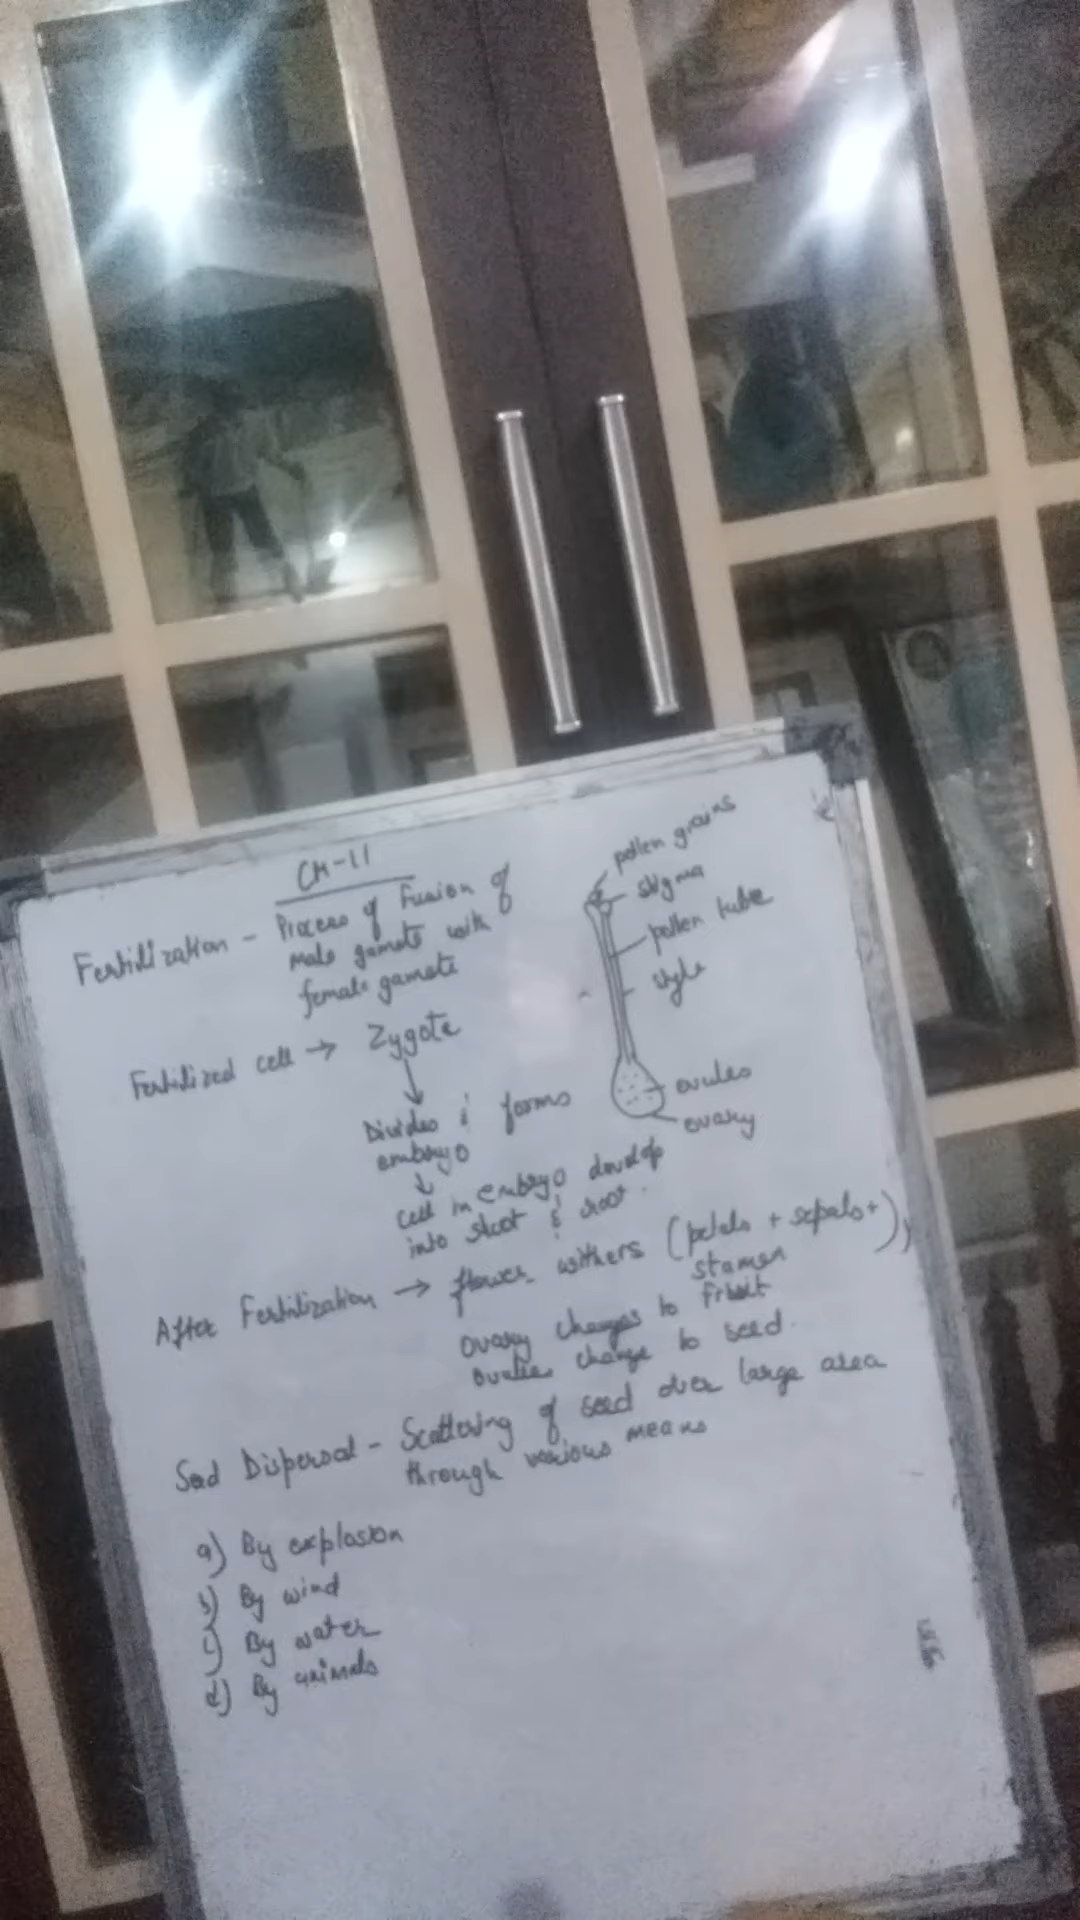 CH-11
Fertilization - Process of Fusion of
male gamete with
female gamete
pollen grains
stigma
pollen tube
style
ovules
ovary
Fertilized cell → Zygote
↓
Divides & forms
embryo
↓
cell in embryo develop
into shoot & root.
After Fertilization → flower withers (petals + sepals +
stamen),
ovary changes to fruit
ovules change to seed.
Seed Dispersal - Scattering of seed over large area
through various means
a) By explosion
b) By wind
c) By water
d) By animals